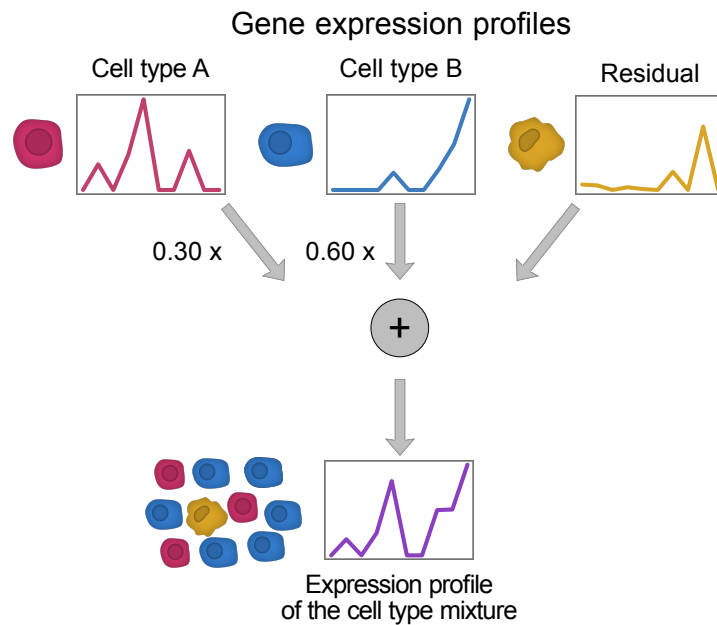 Gene expression profiles
Cell type A
Cell type B
Residual
0.30 x
0.60 x
+
Expression profile
of the cell type mixture